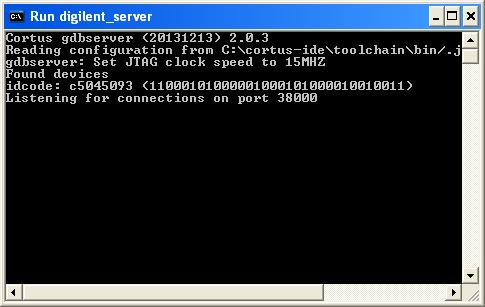 Run digilent_server
Cortus gdbserver (20131213) 2.0.3
Reading configuration from C:\cortus-ide\toolchain\bin/.j
gdbserver: Set JTAG clock speed to 15MHZ
Found devices
idcode: c5045093 (11000101000001000101000010010011)
Listening for connections on port 38000